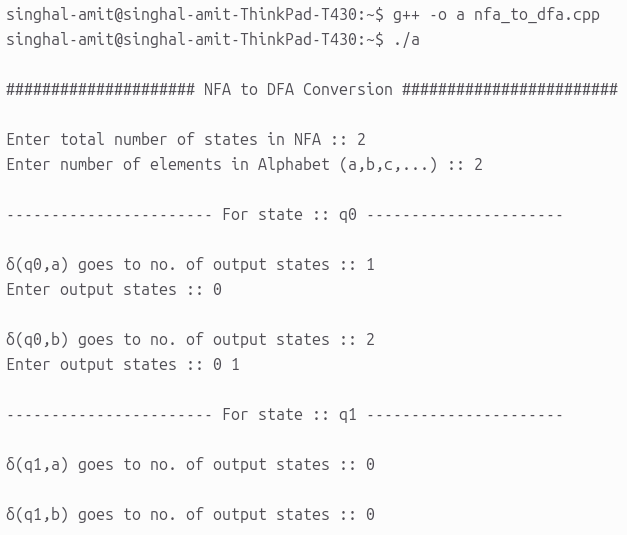 singhal-amit@singhal-amit-ThinkPad-T430:~$ g++ -o a nfa_to_dfa.cpp
singhal-amit@singhal-amit-ThinkPad-T430:~$ ./a
##################### NFA to DFA Conversion ########################
Enter total number of states in NFA :: 2
Enter number of elements in Alphabet (a,b,c,...) :: 2
----------------------- For state :: q0 ----------------------
δ(q0,a) goes to no. of output states :: 1
Enter output states :: 0
δ(q0,b) goes to no. of output states :: 2
Enter output states :: 0 1
----------------------- For state :: q1 ----------------------
δ(q1,a) goes to no. of output states :: 0
δ(q1,b) goes to no. of output states :: 0